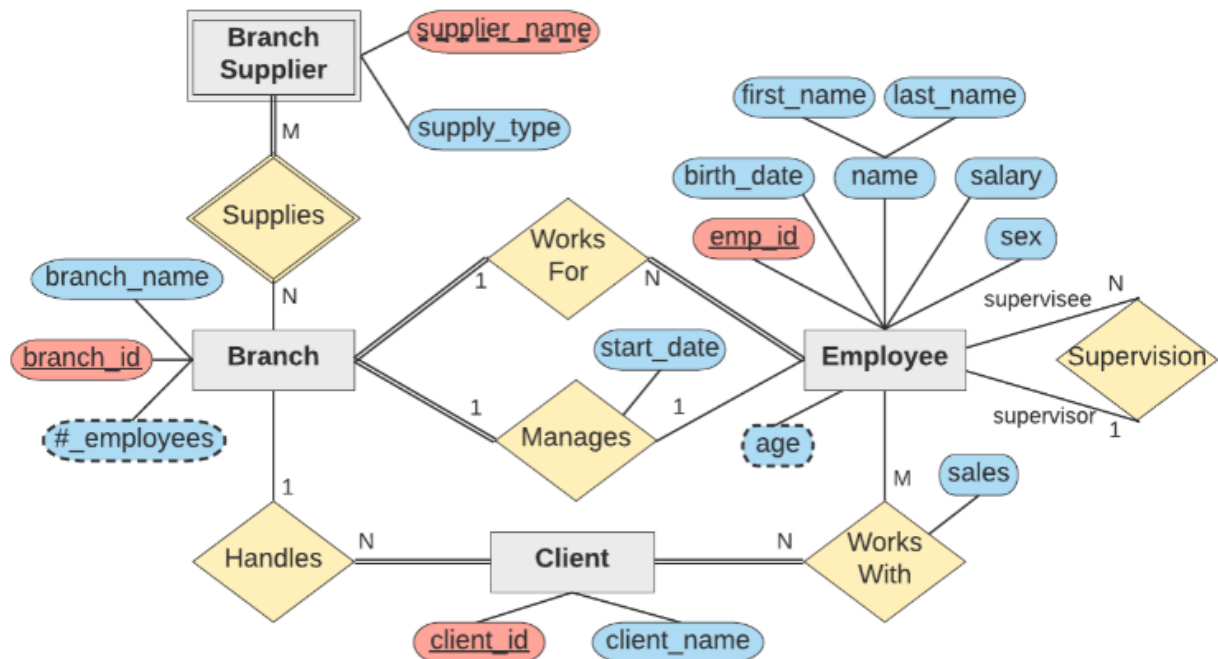 Branch
Supplier
supplier_name
supply_type
M
Supplies
N
first_name
last_name
birth_date
name
salary
emp_id
sex
Works
For
1
N
branch_name
branch_id
#_employees
Branch
start_date
Employee
supervisee
N
Supervision
supervisor
1
1
Manages
1
age
1
Handles
N
Client
N
M
sales
Works
With
client_id
client_name